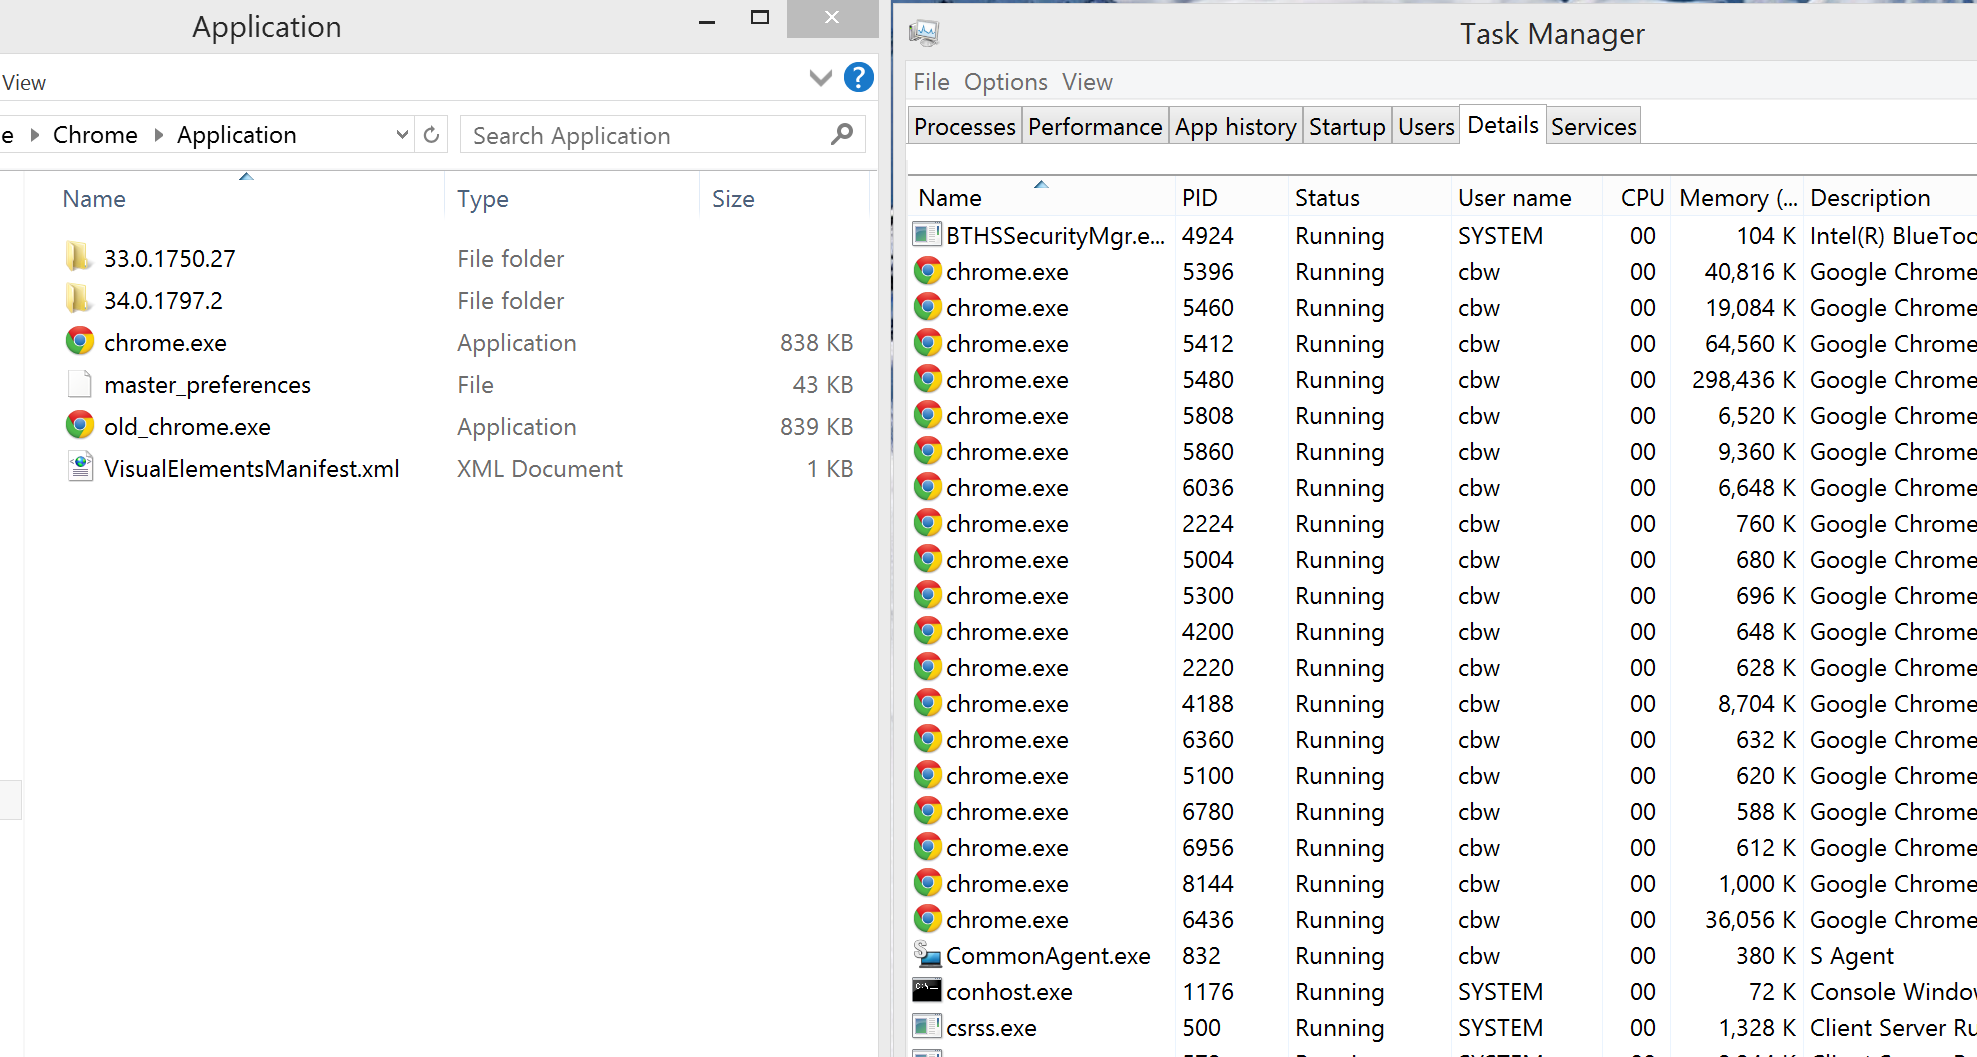 Application
View
e Chrome Application
Search Application
Name Type Size
33.0.1750.27 File folder
34.0.1797.2 File folder
chrome.exe Application 838 KB
master_preferences File 43 KB
old_chrome.exe Application 839 KB
VisualElementsManifest.xml XML Document 1 KB
Task Manager
File Options View
Processes Performance App history Startup Users Details Services
Name PID Status User name CPU Memory (... Description
BTHSSecurityMgr.e... 4924 Running SYSTEM 00 104 K Intel(R) BlueToo
chrome.exe 5396 Running cbw 00 40,816 K Google Chrome
chrome.exe 5460 Running cbw 00 19,084 K Google Chrome
chrome.exe 5412 Running cbw 00 64,560 K Google Chrome
chrome.exe 5480 Running cbw 00 298,436 K Google Chrome
chrome.exe 5808 Running cbw 00 6,520 K Google Chrome
chrome.exe 5860 Running cbw 00 9,360 K Google Chrome
chrome.exe 6036 Running cbw 00 6,648 K Google Chrome
chrome.exe 2224 Running cbw 00 760 K Google Chrome
chrome.exe 5004 Running cbw 00 680 K Google Chrome
chrome.exe 5300 Running cbw 00 696 K Google Chrome
chrome.exe 4200 Running cbw 00 648 K Google Chrome
chrome.exe 2220 Running cbw 00 628 K Google Chrome
chrome.exe 4188 Running cbw 00 8,704 K Google Chrome
chrome.exe 6360 Running cbw 00 632 K Google Chrome
chrome.exe 5100 Running cbw 00 620 K Google Chrome
chrome.exe 6780 Running cbw 00 588 K Google Chrome
chrome.exe 6956 Running cbw 00 612 K Google Chrome
chrome.exe 8144 Running cbw 00 1,000 K Google Chrome
chrome.exe 6436 Running cbw 00 36,056 K Google Chrome
CommonAgent.exe 832 Running cbw 00 380 K S Agent
conhost.exe 1176 Running SYSTEM 00 72 K Console Window
csrss.exe 500 Running SYSTEM 00 1,328 K Client Server Ru